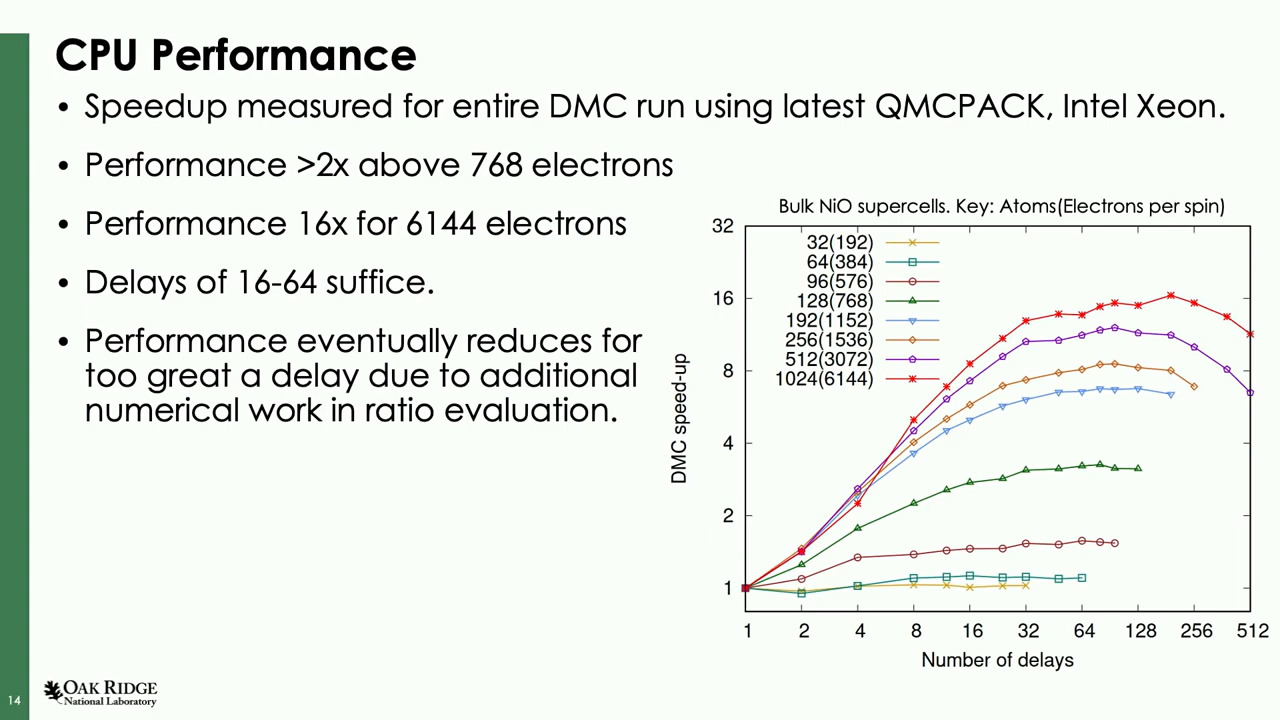 CPU Performance
• Speedup measured for entire DMC run using latest QMCPACK, Intel Xeon.
• Performance >2x above 768 electrons
• Performance 16x for 6144 electrons
• Delays of 16-64 suffice.
• Performance eventually reduces for
too great a delay due to additional
numerical work in ratio evaluation.
Bulk NiO supercells. Key: Atoms(Electrons per spin)
32(192)
64(384)
96(576)
128(768)
192(1152)
256(1536)
512(3072)
1024(6144)
32
16
8
4
2
1
DMC speed-up
1 2 4 8 16 32 64 128 256 512
Number of delays
14
OAK RIDGE
National Laboratory